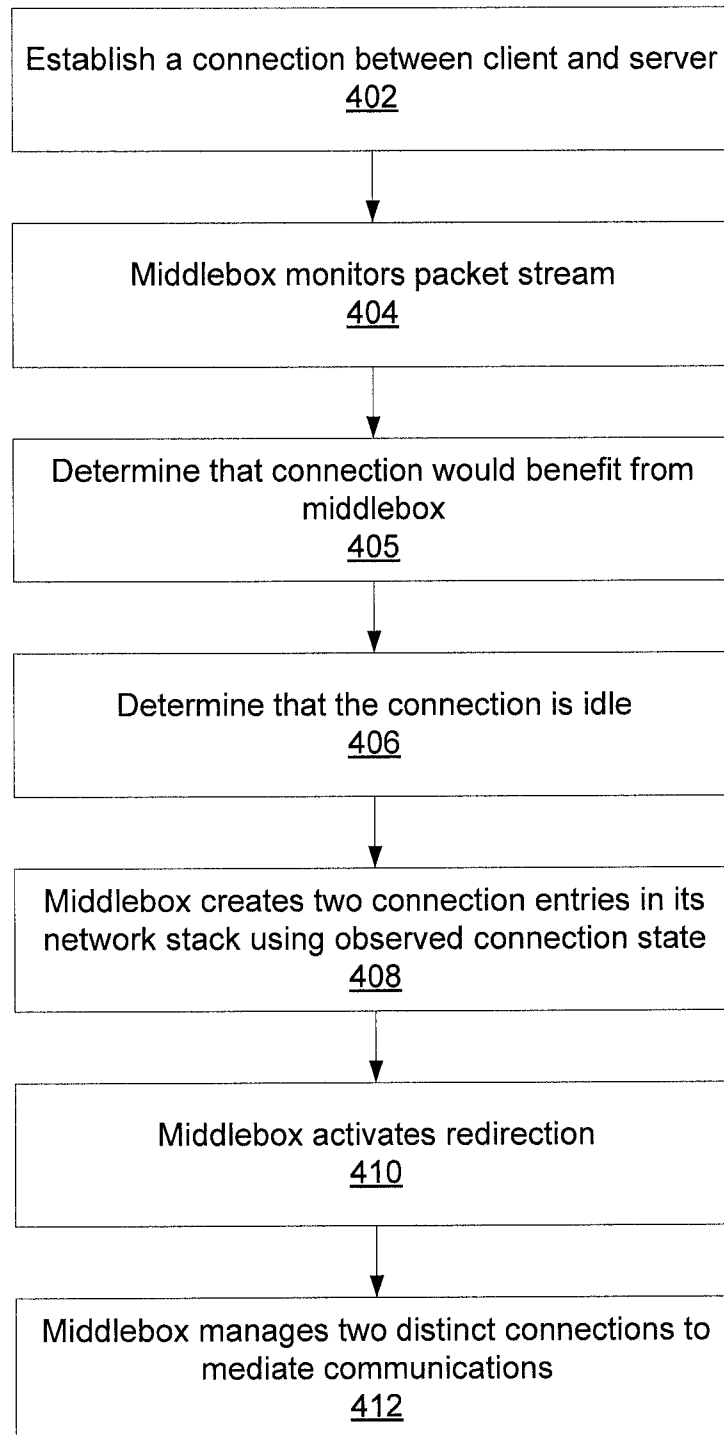 Establish a connection between client and server
402
Middlebox monitors packet stream
404
Determine that connection would benefit from
middlebox
405
Determine that the connection is idle
406
Middlebox creates two connection entries in its
network stack using observed connection state
408
Middlebox activates redirection
410
Middlebox manages two distinct connections to
mediate communications
412